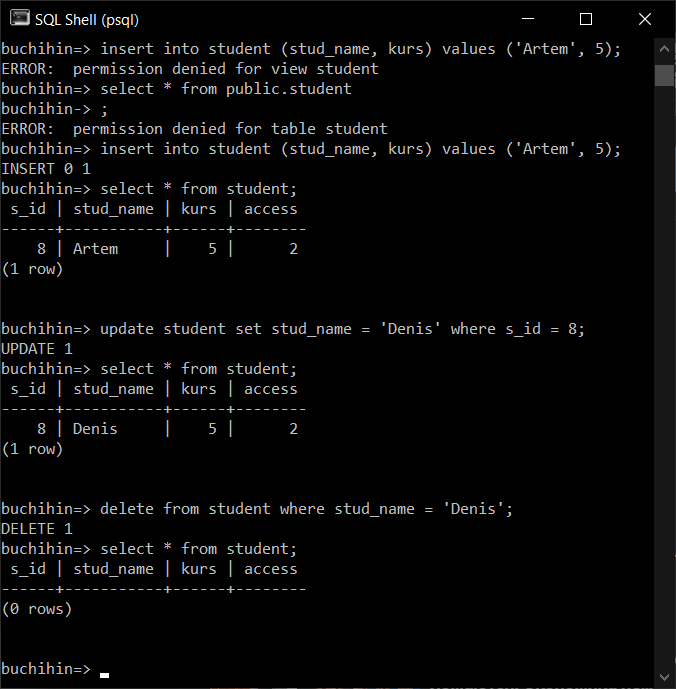 SQL Shell (psql)
buchihin=> insert into student (stud_name, kurs) values ('Artem', 5);
ERROR:  permission denied for view student
buchihin=> select * from public.student
buchihin-> ;
ERROR:  permission denied for table student
buchihin=> insert into student (stud_name, kurs) values ('Artem', 5);
INSERT 0 1
buchihin=> select * from student;
 s_id | stud_name | kurs | access
------+-----------+------+--------
    8 | Artem     |    5 |      2
(1 row)
buchihin=> update student set stud_name = 'Denis' where s_id = 8;
UPDATE 1
buchihin=> select * from student;
 s_id | stud_name | kurs | access
------+-----------+------+--------
    8 | Denis     |    5 |      2
(1 row)
buchihin=> delete from student where stud_name = 'Denis';
DELETE 1
buchihin=> select * from student;
 s_id | stud_name | kurs | access
------+-----------+------+--------
(0 rows)
buchihin=>